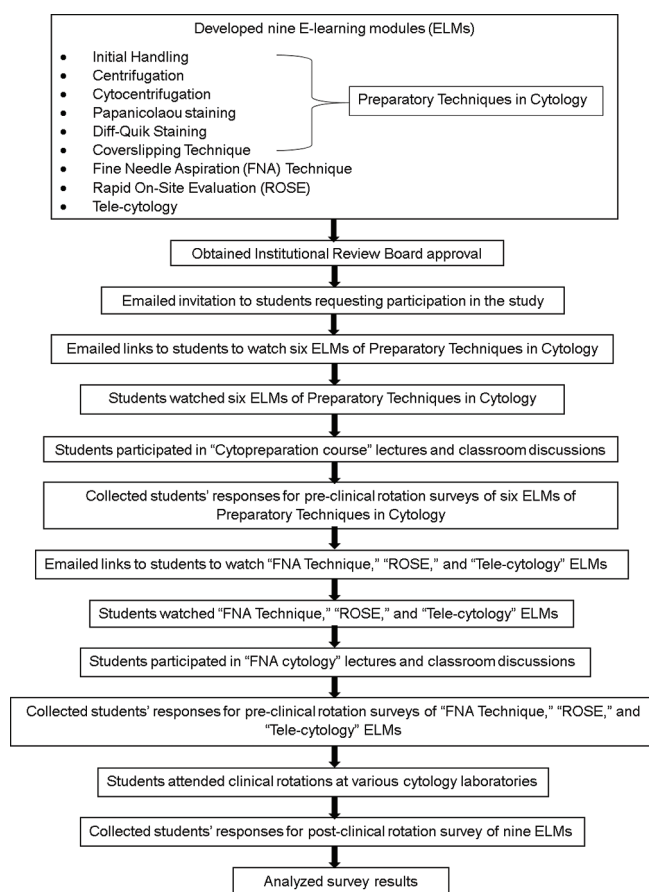 Developed nine E-learning modules (ELMs)
• Initial Handling
• Centrifugation
• Cytocentrifugation
• Papanicolaou staining
• Diff-Quik Staining
• Coverslipping Technique
Preparatory Techniques in Cytology
• Fine Needle Aspiration (FNA) Technique
• Rapid On-Site Evaluation (ROSE)
• Tele-cytology
Obtained Institutional Review Board approval
Emailed invitation to students requesting participation in the study
Emailed links to students to watch six ELMs of Preparatory Techniques in Cytology
Students watched six ELMs of Preparatory Techniques in Cytology
Students participated in “Cytopreparation course” lectures and classroom discussions
Collected students’ responses for pre-clinical rotation surveys of six ELMs of
Preparatory Techniques in Cytology
Emailed links to students to watch “FNA Technique,” “ROSE,” and “Tele-cytology” ELMs
Students watched “FNA Technique,” “ROSE,” and “Tele-cytology” ELMs
Students participated in “FNA cytology” lectures and classroom discussions
Collected students’ responses for pre-clinical rotation surveys of “FNA Technique,” “ROSE,” and
“Tele-cytology” ELMs
Students attended clinical rotations at various cytology laboratories
Collected students’ responses for post-clinical rotation survey of nine ELMs
Analyzed survey results